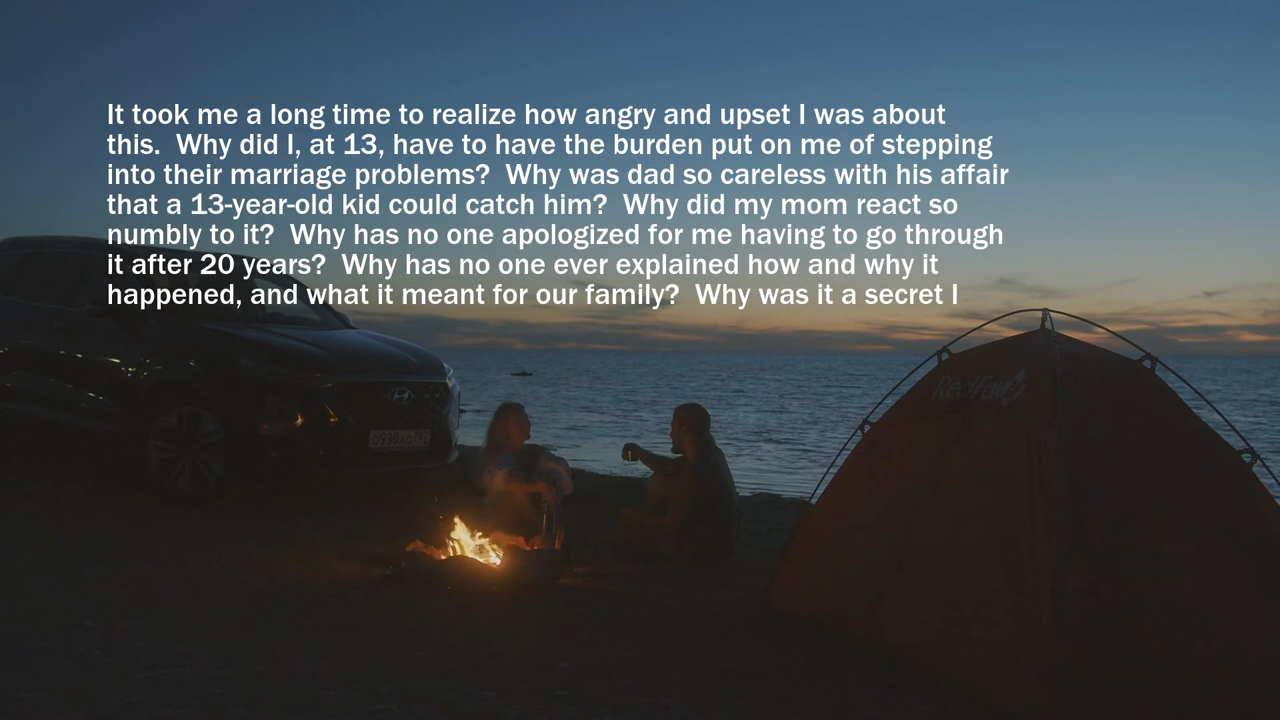 It took me a long time to realize how angry and upset I was about
this.  Why did I, at 13, have to have the burden put on me of stepping
into their marriage problems?  Why was dad so careless with his affair
that a 13-year-old kid could catch him?  Why did my mom react so
numbly to it?  Why has no one apologized for me having to go through
it after 20 years?  Why has no one ever explained how and why it
happened, and what it meant for our family?  Why was it a secret I
RedFox